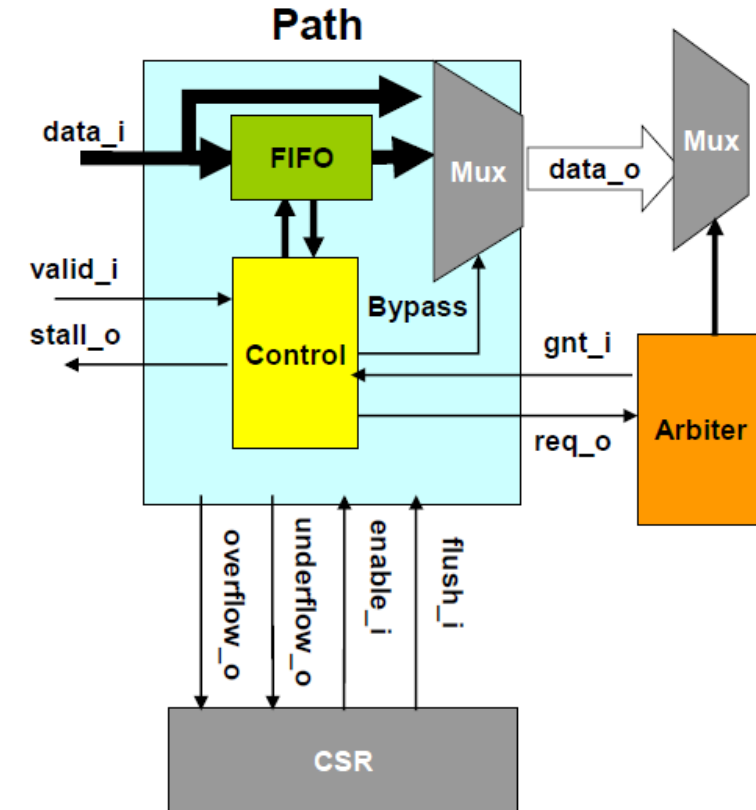 Path
data_i
FIFO
Mux
Mux
data_o
valid_i
Bypass
stall_o
Control
gnt_i
Arbiter
req_o
overflow_o
underflow_o
enable_i
flush_i
CSR